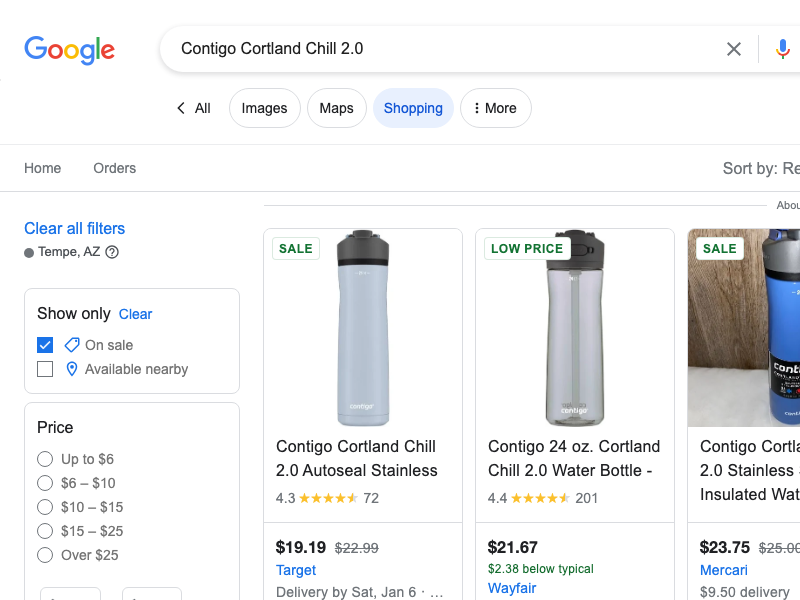 Google
Contigo Cortland Chill 2.0
All
Images
Maps
Shopping
More
Home
Orders
Sort by:
Clear all filters
Tempe, AZ
Show only Clear
On sale
Available nearby
Price
Up to $6
$6 – $10
$10 – $15
$15 – $25
Over $25
SALE
contigo
Contigo Cortland Chill
2.0 Autoseal Stainless
4.3 72
$19.19 $22.99
Target
Delivery by Sat, Jan 6 · …
LOW PRICE
contigo
Contigo 24 oz. Cortland
Chill 2.0 Water Bottle -
4.4 201
$21.67
$2.38 below typical
Wayfair
SALE
Contigo
2.0 Stainless
Insulated
$23.75 $25.00
Mercari
$9.50 delivery